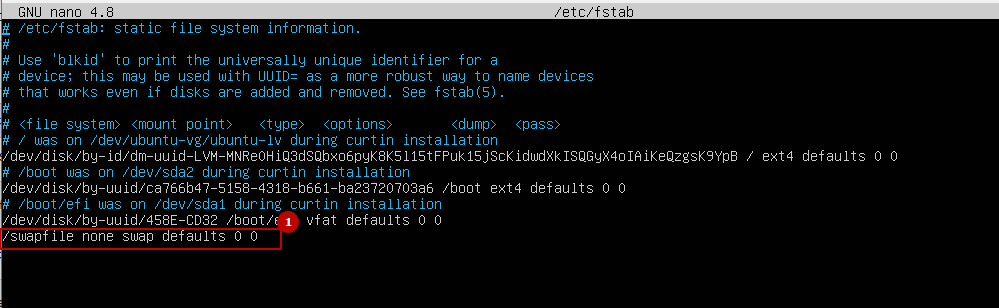 GNU nano 4.8 /etc/fstab
# /etc/fstab: static file system information.
#
# Use 'blkid' to print the universally unique identifier for a
# device; this may be used with UUID= as a more robust way to name devices
# that works even if disks are added and removed. See fstab(5).
#
# <file system> <mount point> <type> <options> <dump> <pass>
# / was on /dev/ubuntu-vg/ubuntu-lv during curtin installation
/dev/disk/by-id/dm-uuid-LVM-MNRe0HiQ3dSQbxo6pyK8K5l15tFPuk15jScKidwdXkISQGyX4oIAiKeQzgsK9YpB / ext4 defaults 0 0
# /boot was on /dev/sda2 during curtin installation
/dev/disk/by-uuid/ca766b47-5158-4318-b661-ba23720703a6 /boot ext4 defaults 0 0
# /boot/efi was on /dev/sda1 during curtin installation
/dev/disk/by-uuid/458E-CD32 /boot/e 1 vfat defaults 0 0
/swapfile none swap defaults 0 0